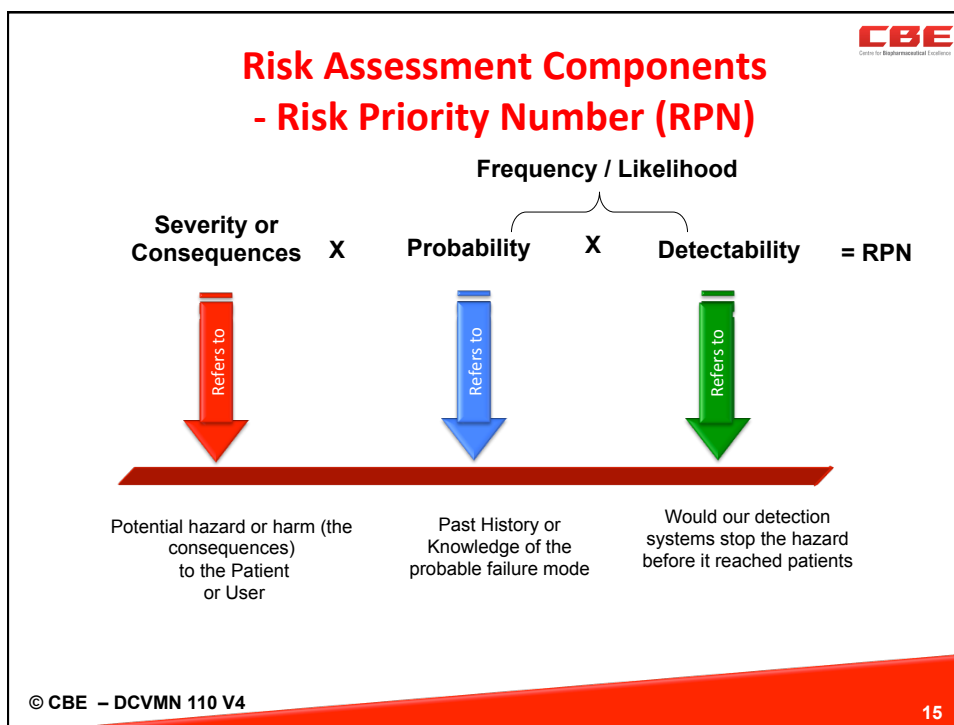 CBE
Centre for Biopharmaceutical Excellence
Risk Assessment Components
- Risk Priority Number (RPN)
Frequency / Likelihood
Severity or
Consequences X Probability X Detectability = RPN
Refers to Refers to Refers to
Potential hazard or harm (the
consequences)
to the Patient
or User
Past History or
Knowledge of the
probable failure mode
Would our detection
systems stop the hazard
before it reached patients
© CBE – DCVMN 110 V4
15